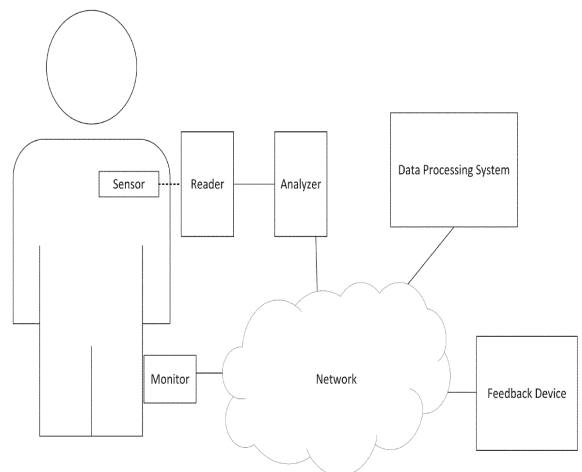 Sensor
Reader
Analyzer
Data Processing System
Monitor
Network
Feedback Device